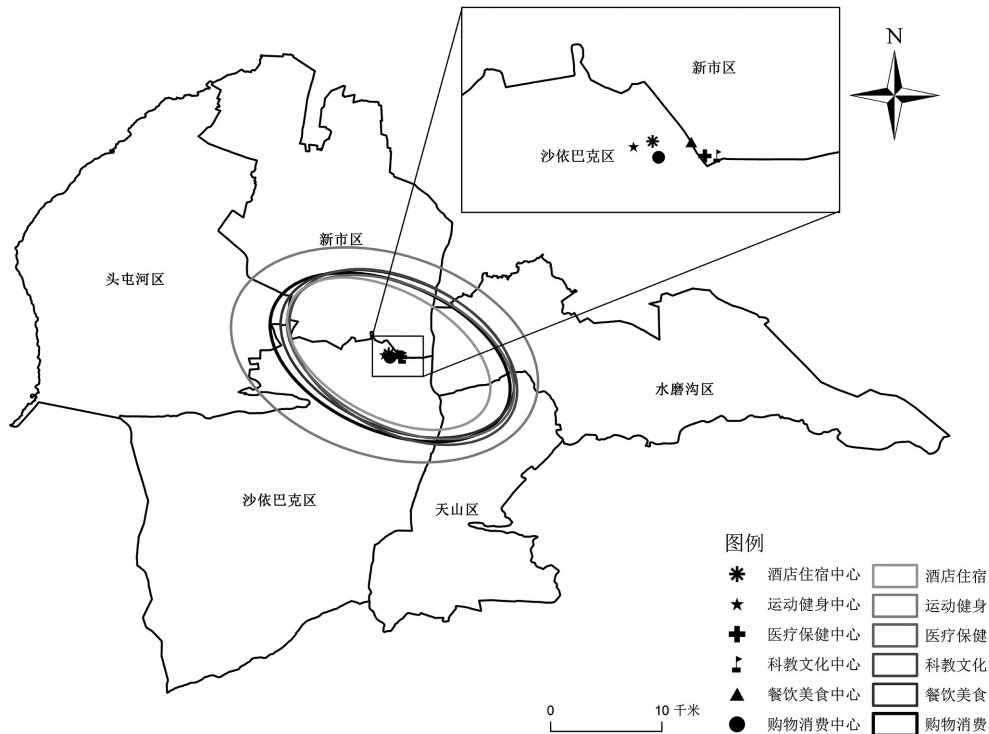 N
新市区
沙依巴克区
新市区
头屯河区
水磨沟区
沙依巴克区
天山区
图例
酒店住宿中心 酒店住宿
运动健身中心 运动健身
医疗保健中心 医疗保健
科教文化中心 科教文化
餐饮美食中心 餐饮美食
购物消费中心 购物消费
0 10 千米